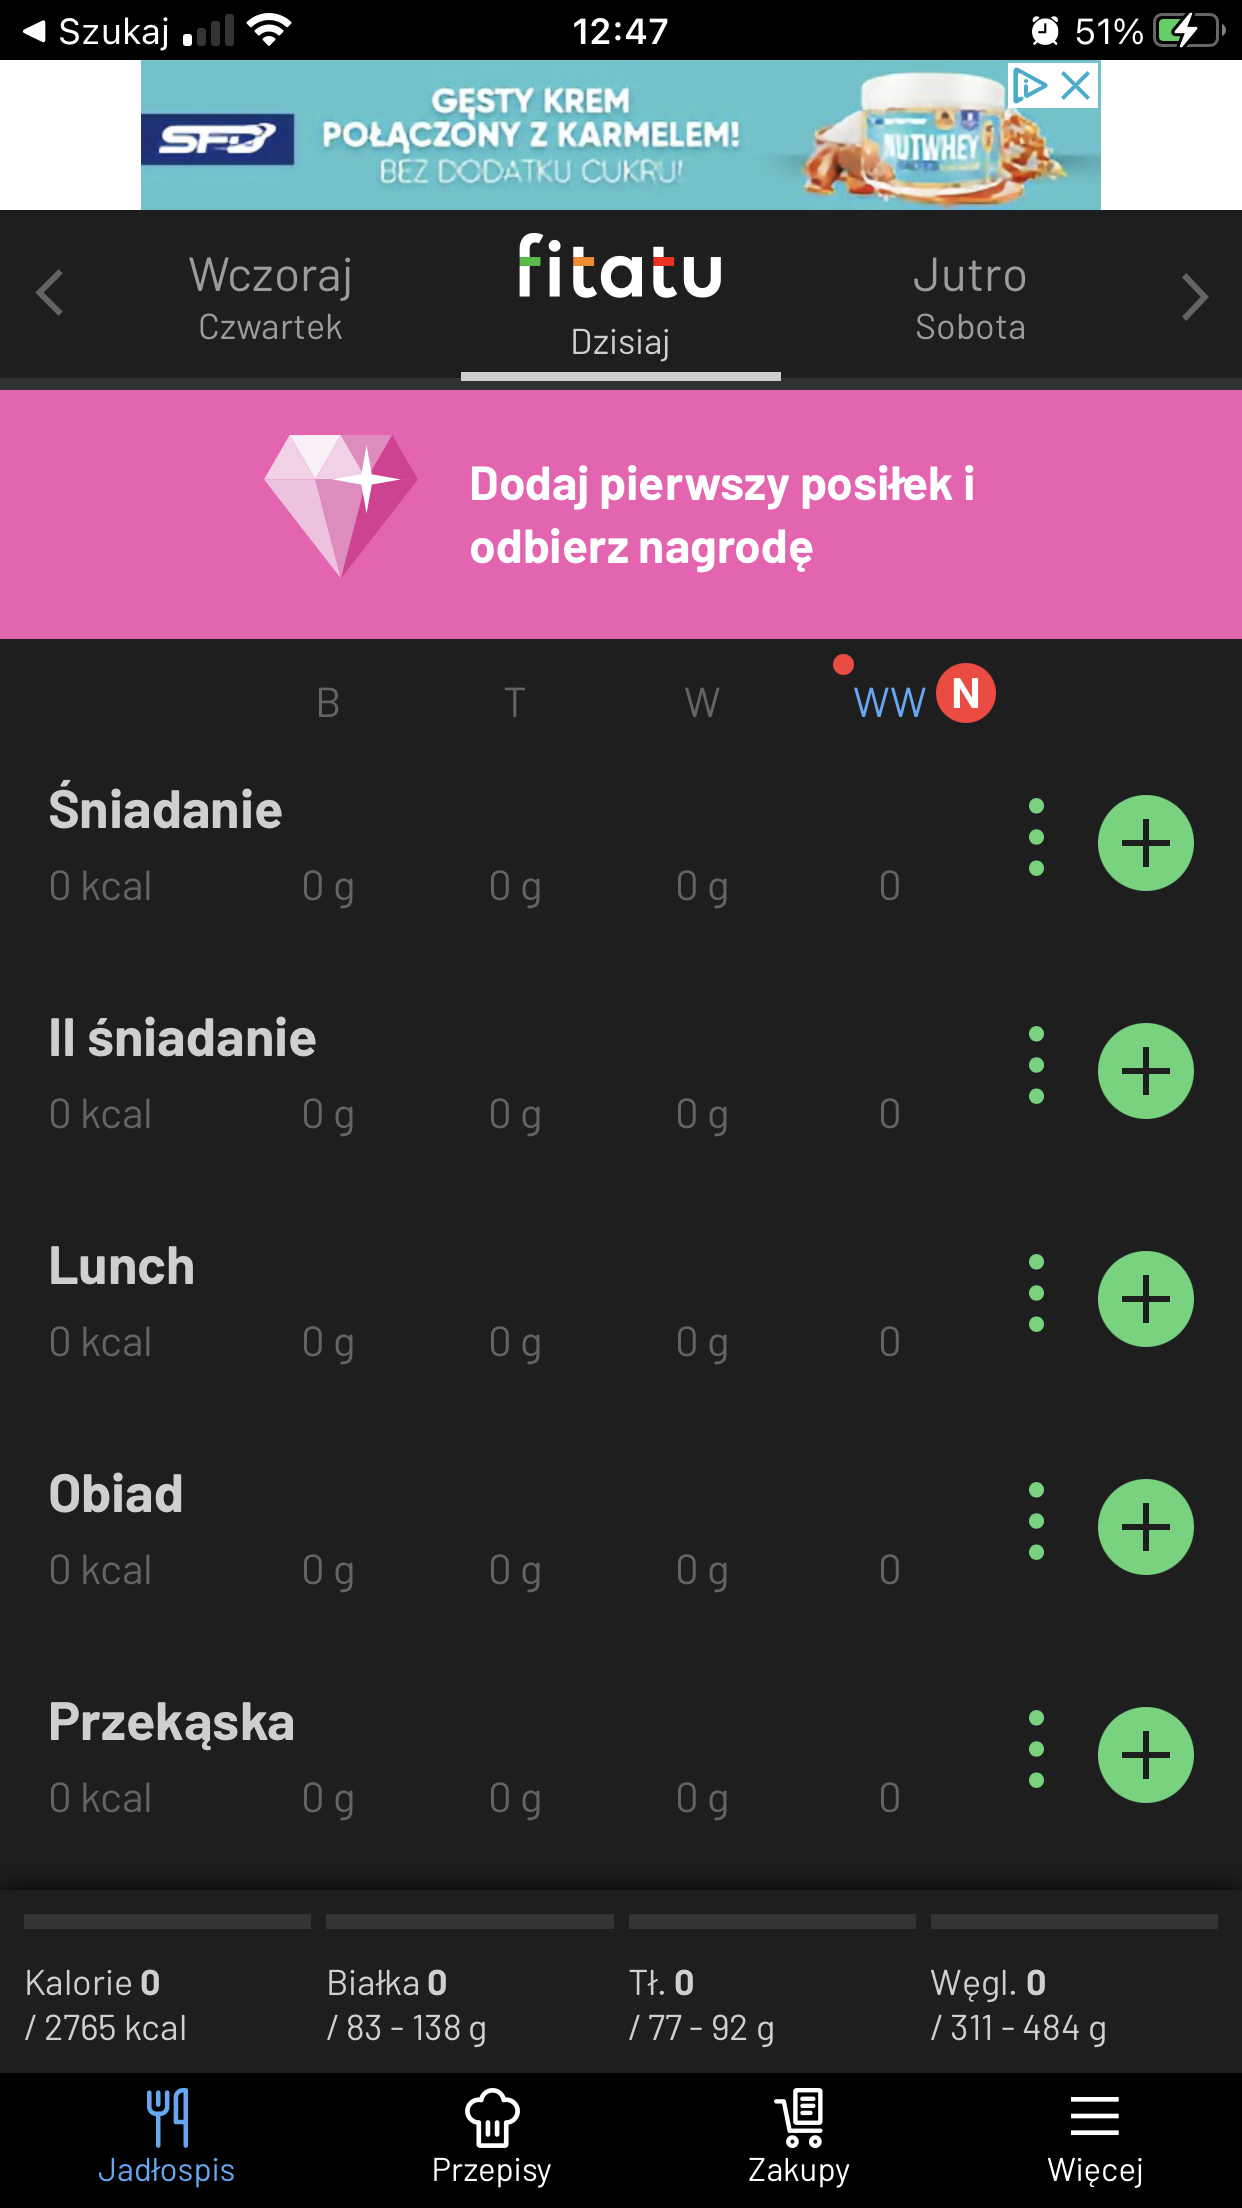 Szukaj 12:47 51%
GĘSTY KREM
POŁĄCZONY Z KARMELEM!
BEZ DODATKU CUKRU!
SFD
NUTWHEY
Wczoraj
Czwartek
fitatu
Dzisiaj
Jutro
Sobota
Dodaj pierwszy posiłek i
odbierz nagrodę
B T W WW N
Śniadanie
0 kcal 0 g 0 g 0 g 0
II śniadanie
0 kcal 0 g 0 g 0 g 0
Lunch
0 kcal 0 g 0 g 0 g 0
Obiad
0 kcal 0 g 0 g 0 g 0
Przekąska
0 kcal 0 g 0 g 0 g 0
Kalorie 0
/ 2765 kcal
Białka 0
/ 83 - 138 g
Tł. 0
/ 77 - 92 g
Węgl. 0
/ 311 - 484 g
Jadłospis Przepisy Zakupy Więcej